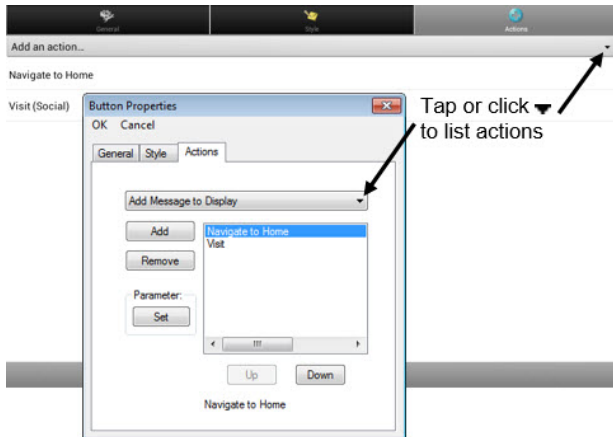 General Style Actions
Add an action...
Navigate to Home
Visit (Social)
Button Properties
OK Cancel
General Style Actions
Add Message to Display
Add
Navigate to Home
Visit
Remove
Parameter:
Set
Up Down
Navigate to Home
Tap or click
to list actions